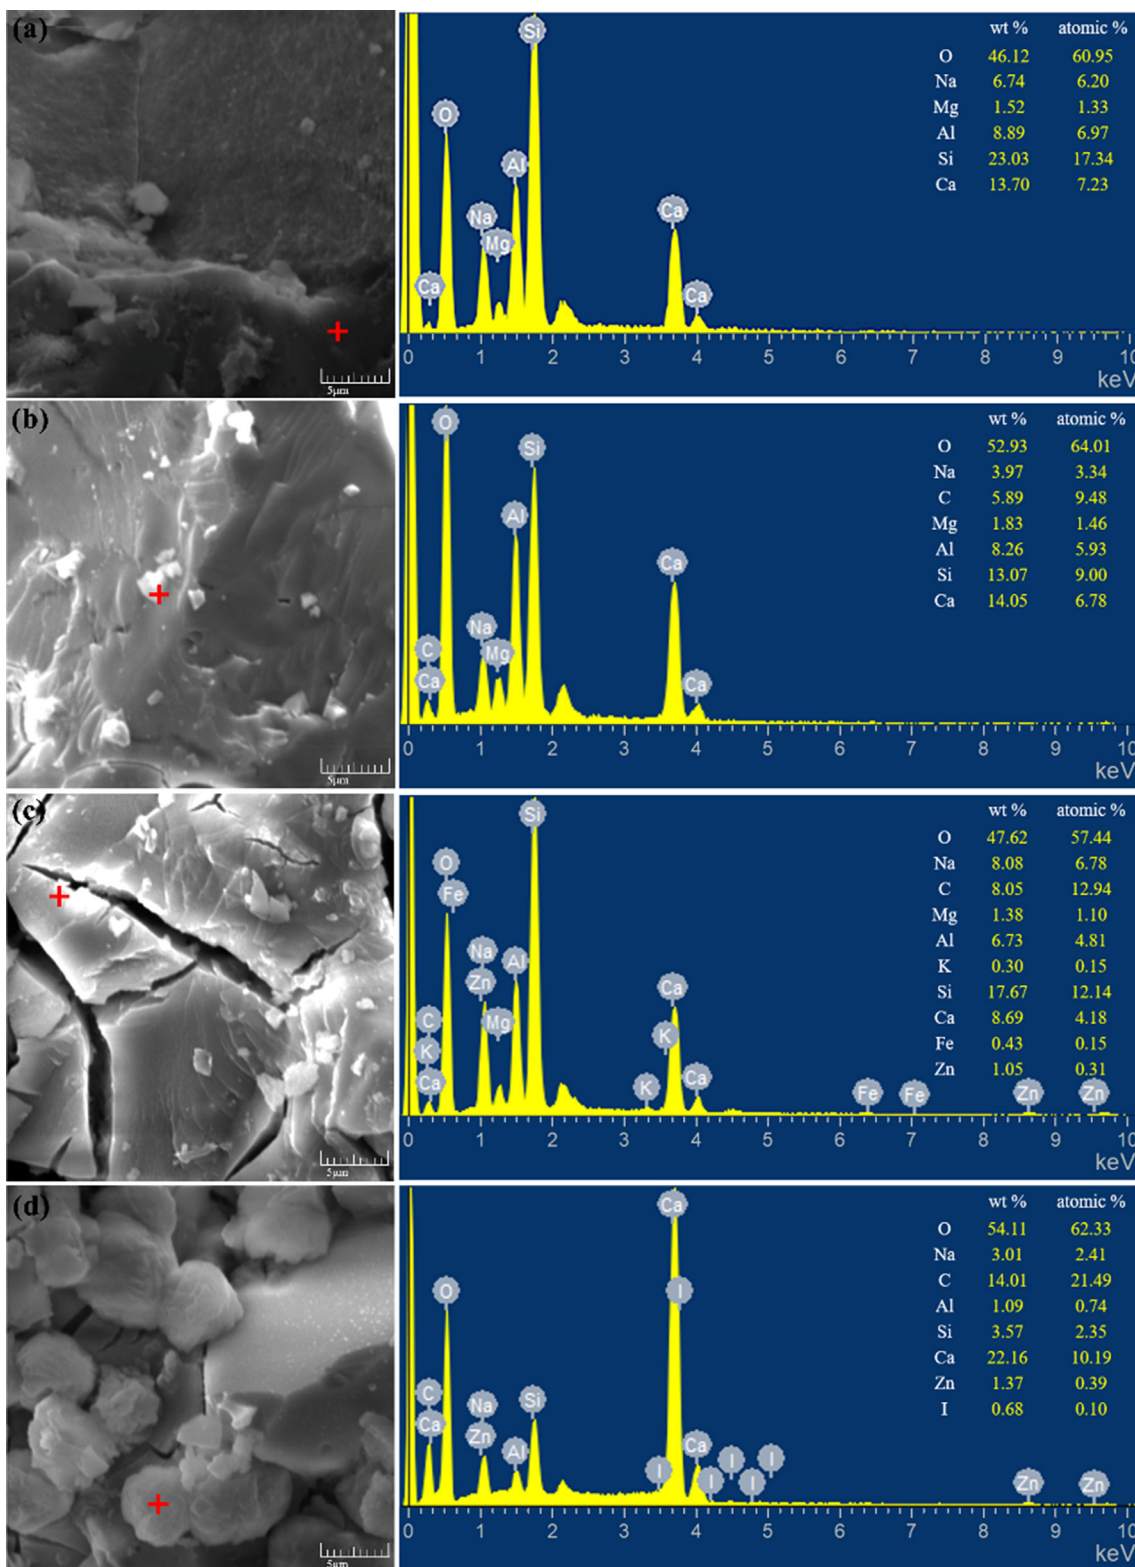 (a)
5μm
Si
O
Al
Na
Mg
Ca
Ca
Ca
wt % atomic %
O 46.12 60.95
Na 6.74 6.20
Mg 1.52 1.33
Al 8.89 6.97
Si 23.03 17.34
Ca 13.70 7.23
0 1 2 3 4 5 6 7 8 9 10
keV
(b)
5μm
O
Si
Al
Ca
Na
C
Mg
Ca
Ca
wt % atomic %
O 52.93 64.01
Na 3.97 3.34
C 5.89 9.48
Mg 1.83 1.46
Al 8.26 5.93
Si 13.07 9.00
Ca 14.05 6.78
0 1 2 3 4 5 6 7 8 9 10
keV
(c)
5μm
Si
O
Fe
Na
Al
Zn
Ca
C
Mg
K
K
Ca
K
Ca
Fe Fe Zn Zn
wt % atomic %
O 47.62 57.44
Na 8.08 6.78
C 8.05 12.94
Mg 1.38 1.10
Al 6.73 4.81
K 0.30 0.15
Si 17.67 12.14
Ca 8.69 4.18
Fe 0.43 0.15
Zn 1.05 0.31
0 1 2 3 4 5 6 7 8 9 10
keV
(d)
5μm
Ca
O
I
C
Na
Si
Ca
Zn
Al
Ca
I
I
I
I
I
Zn Zn
wt % atomic %
O 54.11 62.33
Na 3.01 2.41
C 14.01 21.49
Al 1.09 0.74
Si 3.57 2.35
Ca 22.16 10.19
Zn 1.37 0.39
I 0.68 0.10
0 1 2 3 4 5 6 7 8 9 10
keV